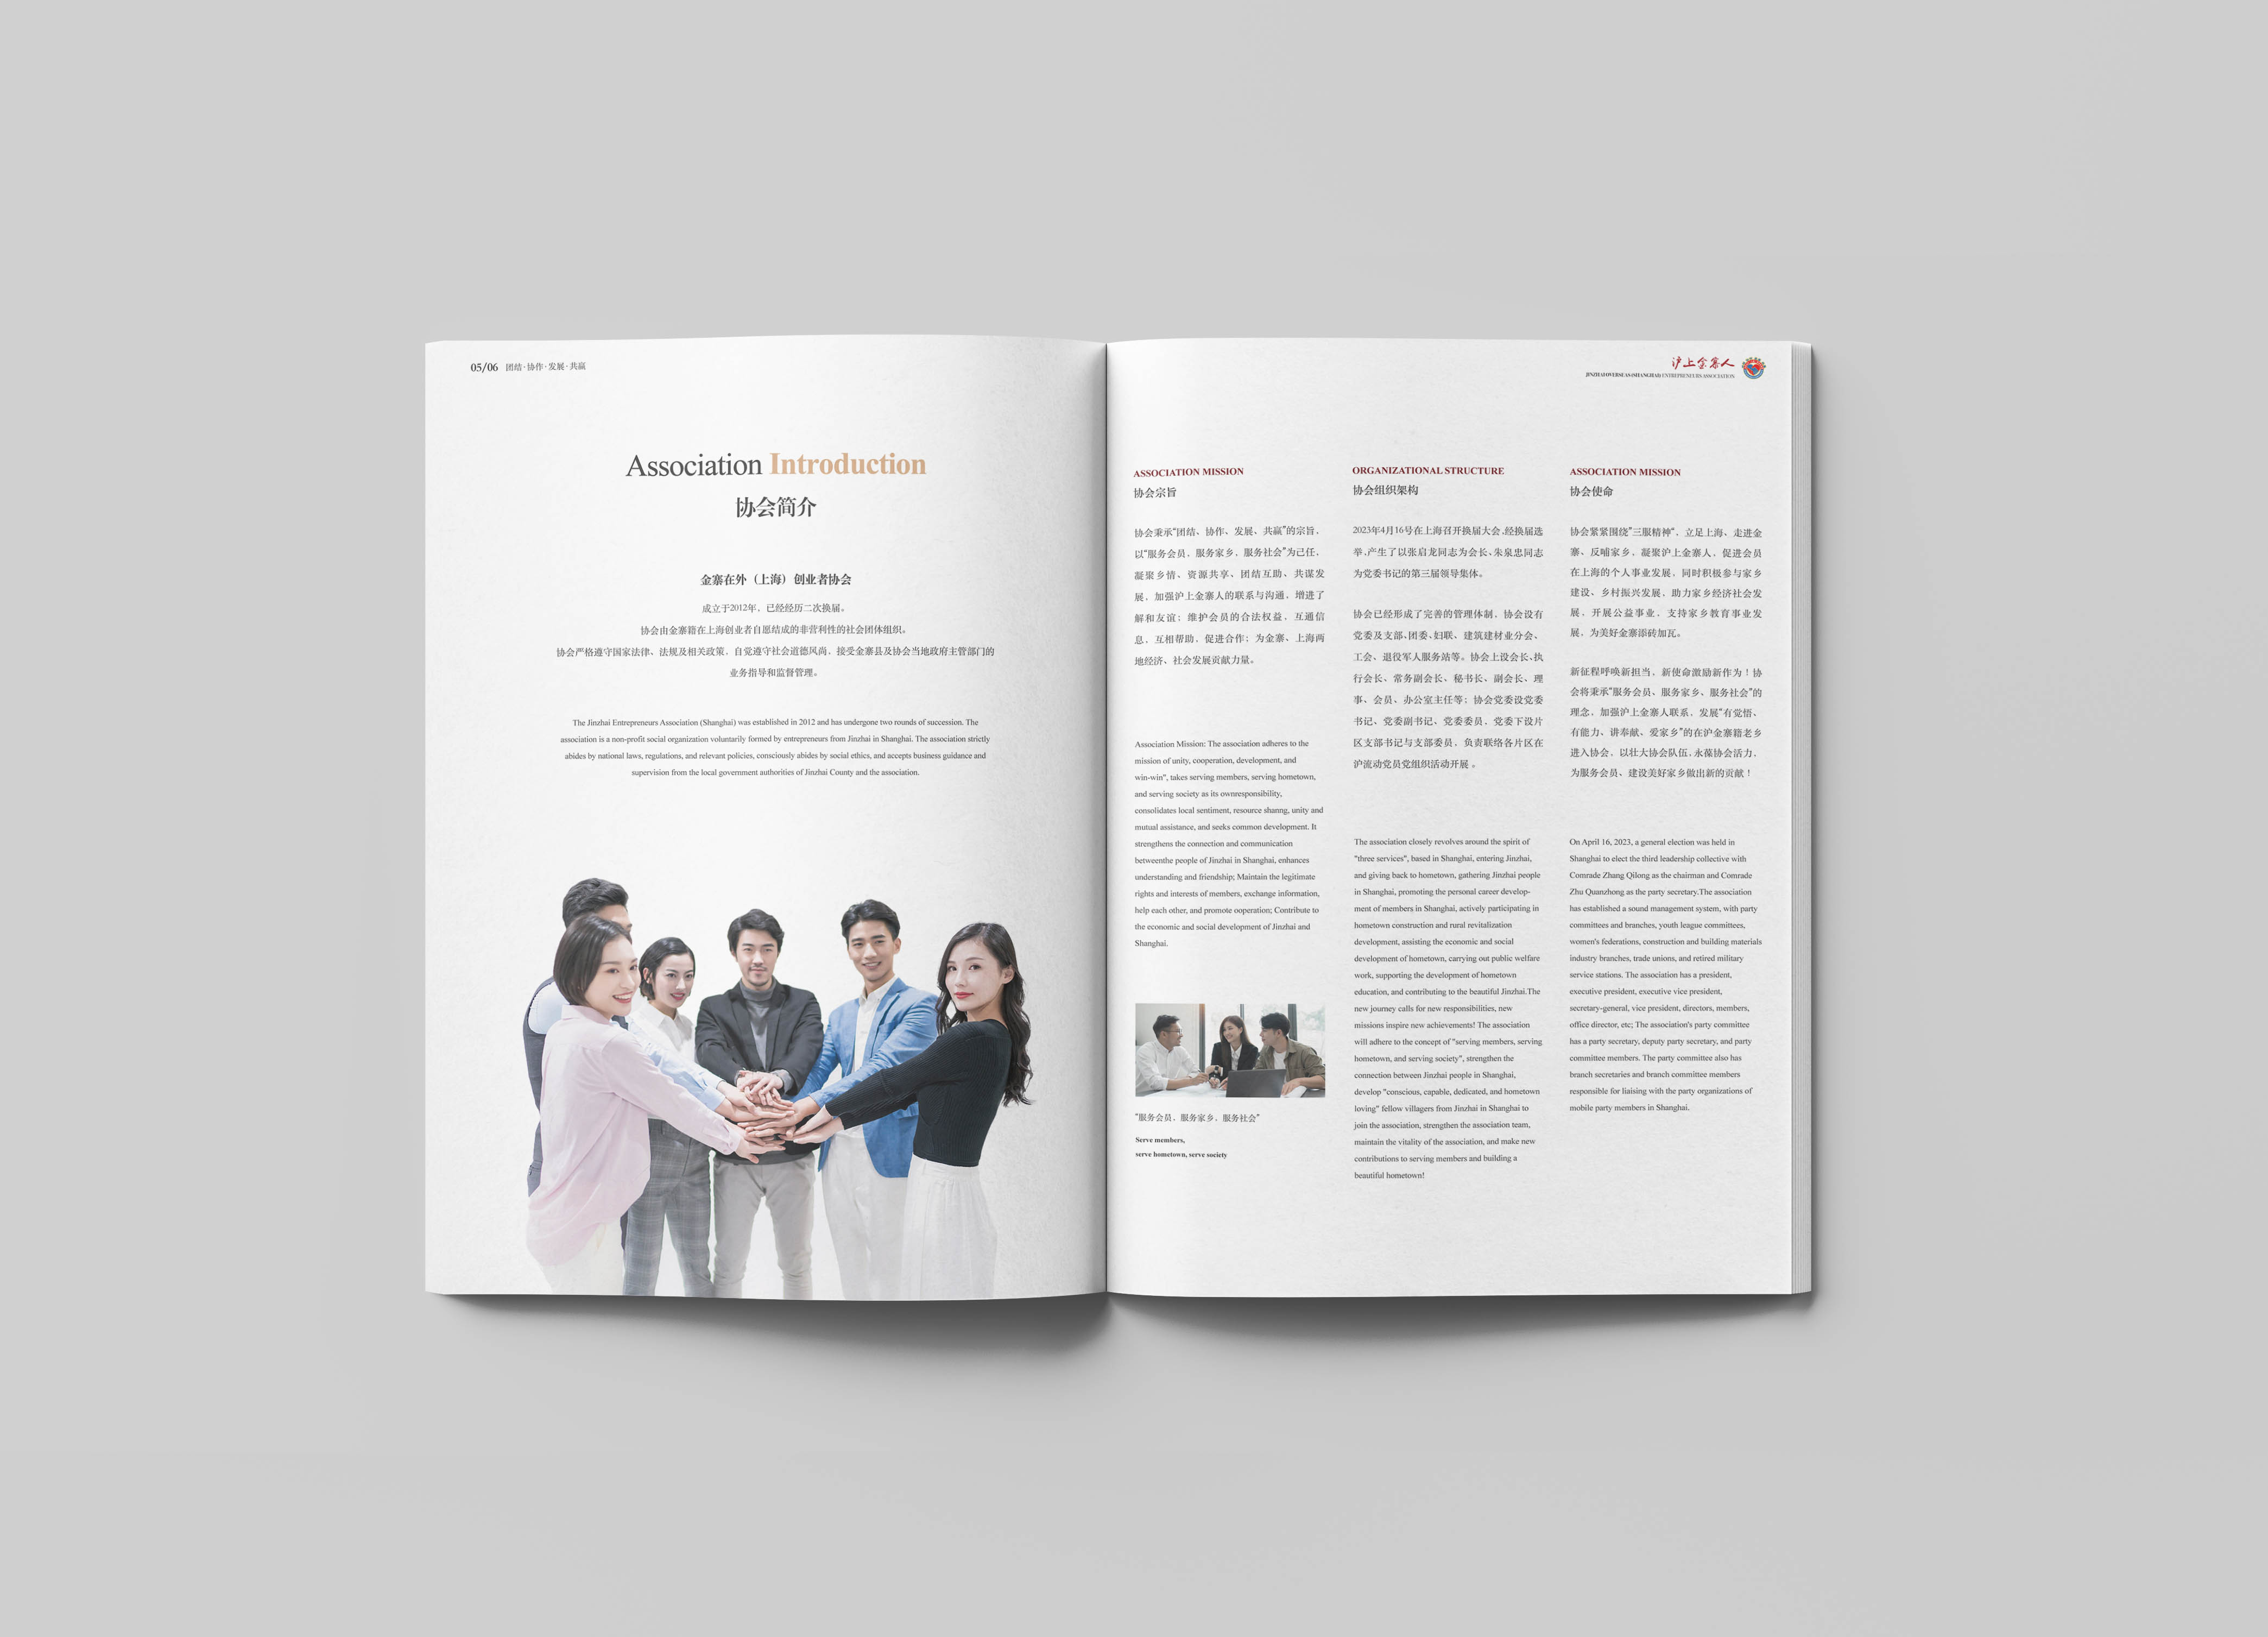 05/06 团结·协作·发展·共赢
Association Introduction
协会简介
金寨在外（上海）创业者协会
成立于2012年，已经经历二次换届。
协会由金寨籍在上海创业者自愿结成的非营利性的社会团体组织。
协会严格遵守国家法律、法规及相关政策，自觉遵守社会道德风尚，接受金寨县及协会当地政府主管部门的
业务指导和监督管理。
The Jinzhai Entrepreneurs Association (Shanghai) was established in 2012 and has undergone two rounds of succession. The
association is a non-profit social organization voluntarily formed by entrepreneurs from Jinzhai in Shanghai. The association strictly
abides by national laws, regulations, and relevant policies, consciously abides by social ethics, and accepts business guidance and
supervision from the local government authorities of Jinzhai County and the association.
沪上金寨人
JINZHAI OVERSEAS (SHANGHAI) ENTREPRENEURS ASSOCIATION
ASSOCIATION MISSION
协会宗旨
协会秉承“团结、协作、发展、共赢”的宗旨，
以“服务会员，服务家乡，服务社会”为己任，
凝聚乡情、资源共享、团结互助、共谋发
展，加强沪上金寨人的联系与沟通，增进了
解和友谊；维护会员的合法权益，互通信
息，互相帮助，促进合作；为金寨、上海两
地经济、社会发展贡献力量。
Association Mission: The association adheres to the
mission of unity, cooperation, development, and
win-win", takes serving members, serving hometown,
and serving society as its ownresponsibility,
consolidates local sentiment, resource shanng, unity and
mutual assistance, and seeks common development. It
strengthens the connection and communication
betweenthe people of Jinzhai in Shanghai, enhances
understanding and friendship; Maintain the legitimate
rights and interests of members, exchange information,
help each other, and promote ooperation; Contribute to
the economic and social development of Jinzhai and
Shanghai.
"服务会员，服务家乡，服务社会"
Serve members,
serve hometown, serve society
ORGANIZATIONAL STRUCTURE
协会组织架构
2023年4月16号在上海召开换届大会,经换届选
举,产生了以张启龙同志为会长、朱泉忠同志
为党委书记的第三届领导集体。
协会已经形成了完善的管理体制，协会设有
党委及支部、团委、妇联、建筑建材业分会、
工会、退役军人服务站等。协会上设会长、执
行会长、常务副会长、秘书长、副会长、理
事、会员、办公室主任等；协会党委设党委
书记、党委副书记、党委委员，党委下设片
区支部书记与支部委员，负责联络各片区在
沪流动党员党组织活动开展。
The association closely revolves around the spirit of
"three services", based in Shanghai, entering Jinzhai,
and giving back to hometown, gathering Jinzhai people
in Shanghai, promoting the personal career develop-
ment of members in Shanghai, actively participating in
hometown construction and rural revitalization
development, assisting the economic and social
development of hometown, carrying out public welfare
work, supporting the development of hometown
education, and contributing to the beautiful Jinzhai.The
new journey calls for new responsibilities, new
missions inspire new achievements! The association
will adhere to the concept of "serving members, serving
hometown, and serving society", strengthen the
connection between Jinzhai people in Shanghai,
develop "conscious, capable, dedicated, and hometown
loving" fellow villagers from Jinzhai in Shanghai to
join the association, strengthen the association team,
maintain the vitality of the association, and make new
contributions to serving members and building a
beautiful hometown!
ASSOCIATION MISSION
协会使命
协会紧紧围绕"三服精神"，立足上海、走进金
寨、反哺家乡，凝聚沪上金寨人，促进会员
在上海的个人事业发展，同时积极参与家乡
建设、乡村振兴发展，助力家乡经济社会发
展，开展公益事业，支持家乡教育事业发
展，为美好金寨添砖加瓦。
新征程呼唤新担当，新使命激励新作为！协
会将秉承“服务会员、服务家乡、服务社会”的
理念，加强沪上金寨人联系，发展“有觉悟、
有能力、讲奉献、爱家乡”的在沪金寨籍老乡
进入协会，以壮大协会队伍，永葆协会活力，
为服务会员、建设美好家乡做出新的贡献！
On April 16, 2023, a general election was held in
Shanghai to elect the third leadership collective with
Comrade Zhang Qilong as the chairman and Comrade
Zhu Quanzhong as the party secretary.The association
has established a sound management system, with party
committees and branches, youth league committees,
women's federations, construction and building materials
industry branches, trade unions, and retired military
service stations. The association has a president,
executive president, executive vice president,
secretary-general, vice president, directors, members,
office director, etc; The association's party committee
has a party secretary, deputy party secretary, and party
committee members. The party committee also has
branch secretaries and branch committee members
responsible for liaising with the party organizations of
mobile party members in Shanghai.